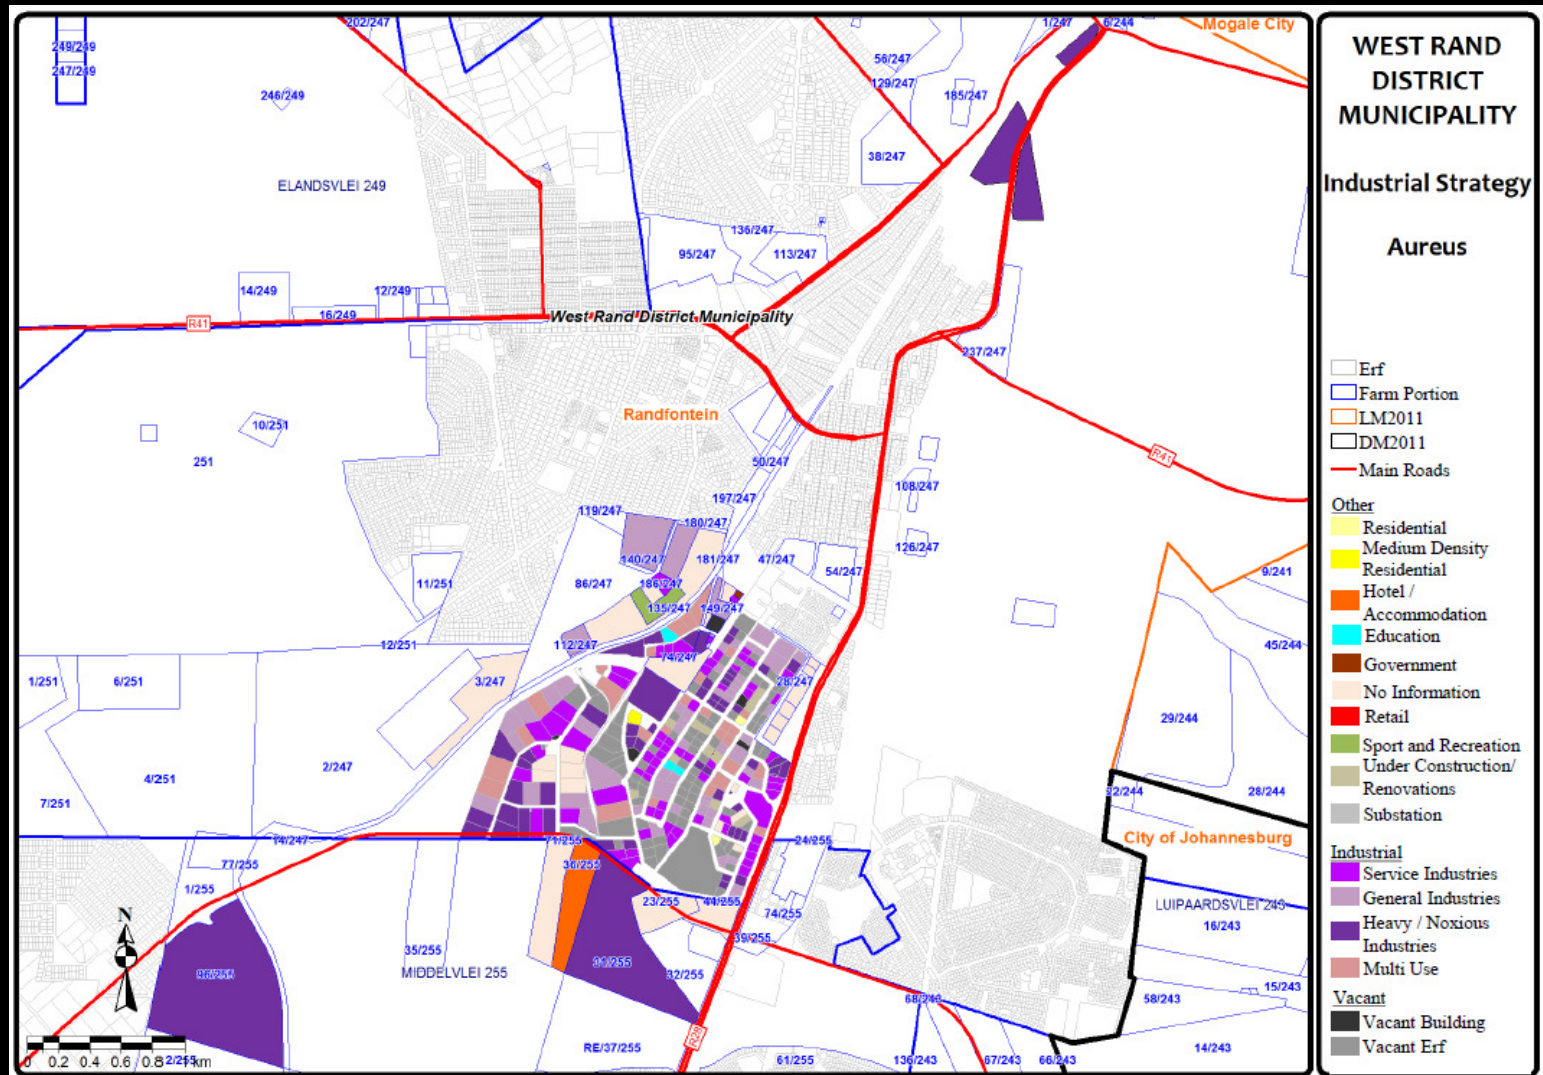 202/247
1/247
6/244
Mogale City
249/249
56/247
247/249
129/247
246/249
185/247
38/247
ELANDSVLEI 249
136/247
95/247
113/247
14/249
12/249
16/249
R41
West Rand District Municipality
237/247
Randfontein
10/251
251
50/247
R41
108/247
197/247
119/247
180/247
126/247
140/247
181/247
47/247
54/247
9/241
11/251
86/247
186/247
135/247
149/247
12/251
112/247
74/247
45/244
1/251
6/251
3/247
28/247
29/244
2/247
4/251
7/251
22/244
28/244
14/247
71/255
24/255
City of Johannesburg
77/255
36/255
1/255
23/255
44/255
LUIPAARDSVLEI 243
74/255
16/243
35/255
39/255
N
MIDDELVLEI 255
31/255
32/255
15/243
68/243
58/243
R28
RE/37/255
14/243
0 0.2 0.4 0.6 0.8 1 km
61/255
136/243
67/243
66/243
WEST RAND
DISTRICT
MUNICIPALITY
Industrial Strategy
Aureus
Erf
Farm Portion
LM2011
DM2011
Main Roads
Other
Residential
Medium Density
Residential
Hotel /
Accommodation
Education
Government
No Information
Retail
Sport and Recreation
Under Construction/
Renovations
Substation
Industrial
Service Industries
General Industries
Heavy / Noxious
Industries
Multi Use
Vacant
Vacant Building
Vacant Erf